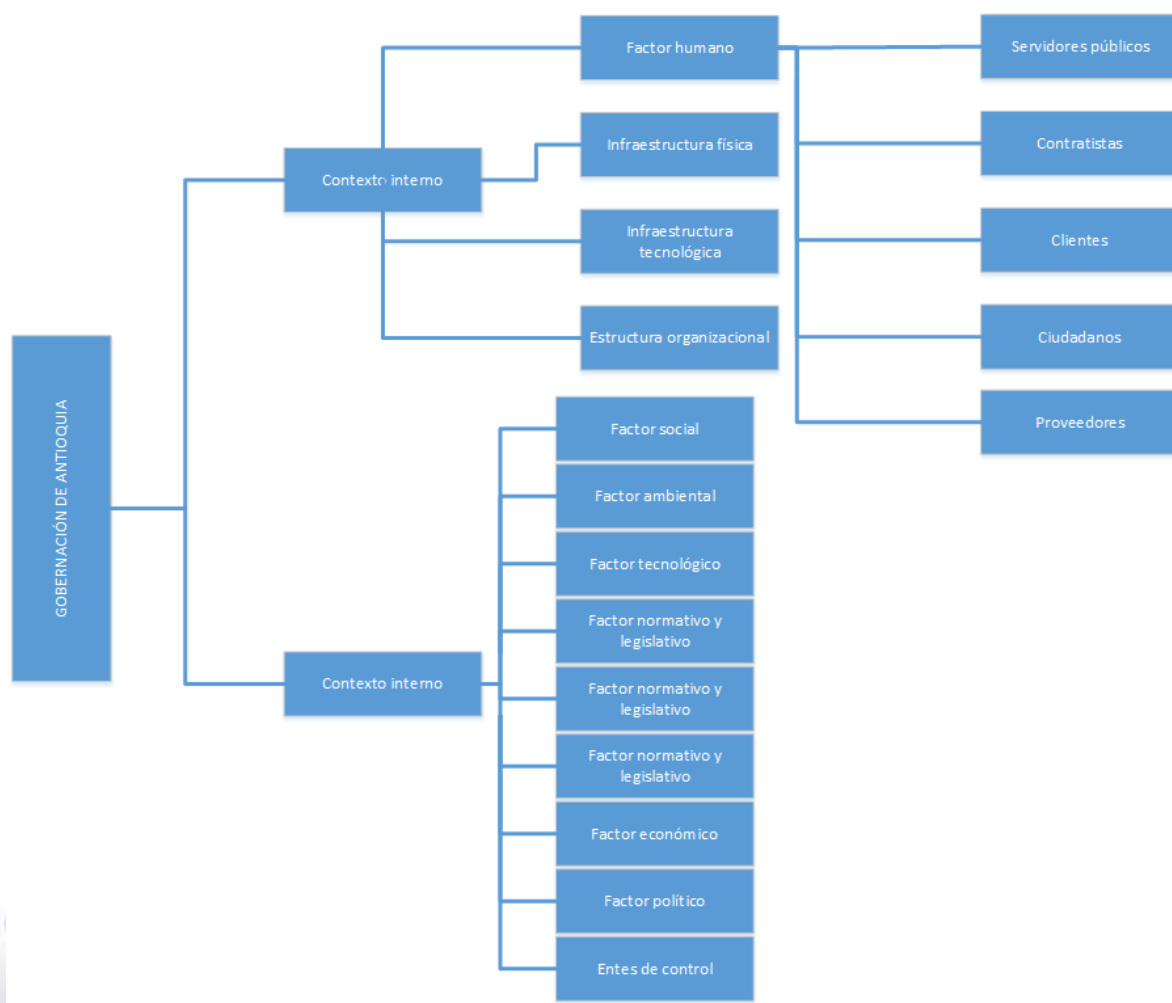 GOBERNACIÓN DE ANTIOQUIA
Contexto interno
Factor humano
Servidores públicos
Contratistas
Clientes
Ciudadanos
Proveedores
Infraestructura física
Infraestructura
tecnológica
Estructura organizacional
Contexto interno
Factor social
Factor ambiental
Factor tecnológico
Factor normativo y
legislativo
Factor normativo y
legislativo
Factor normativo y
legislativo
Factor económico
Factor político
Entes de control